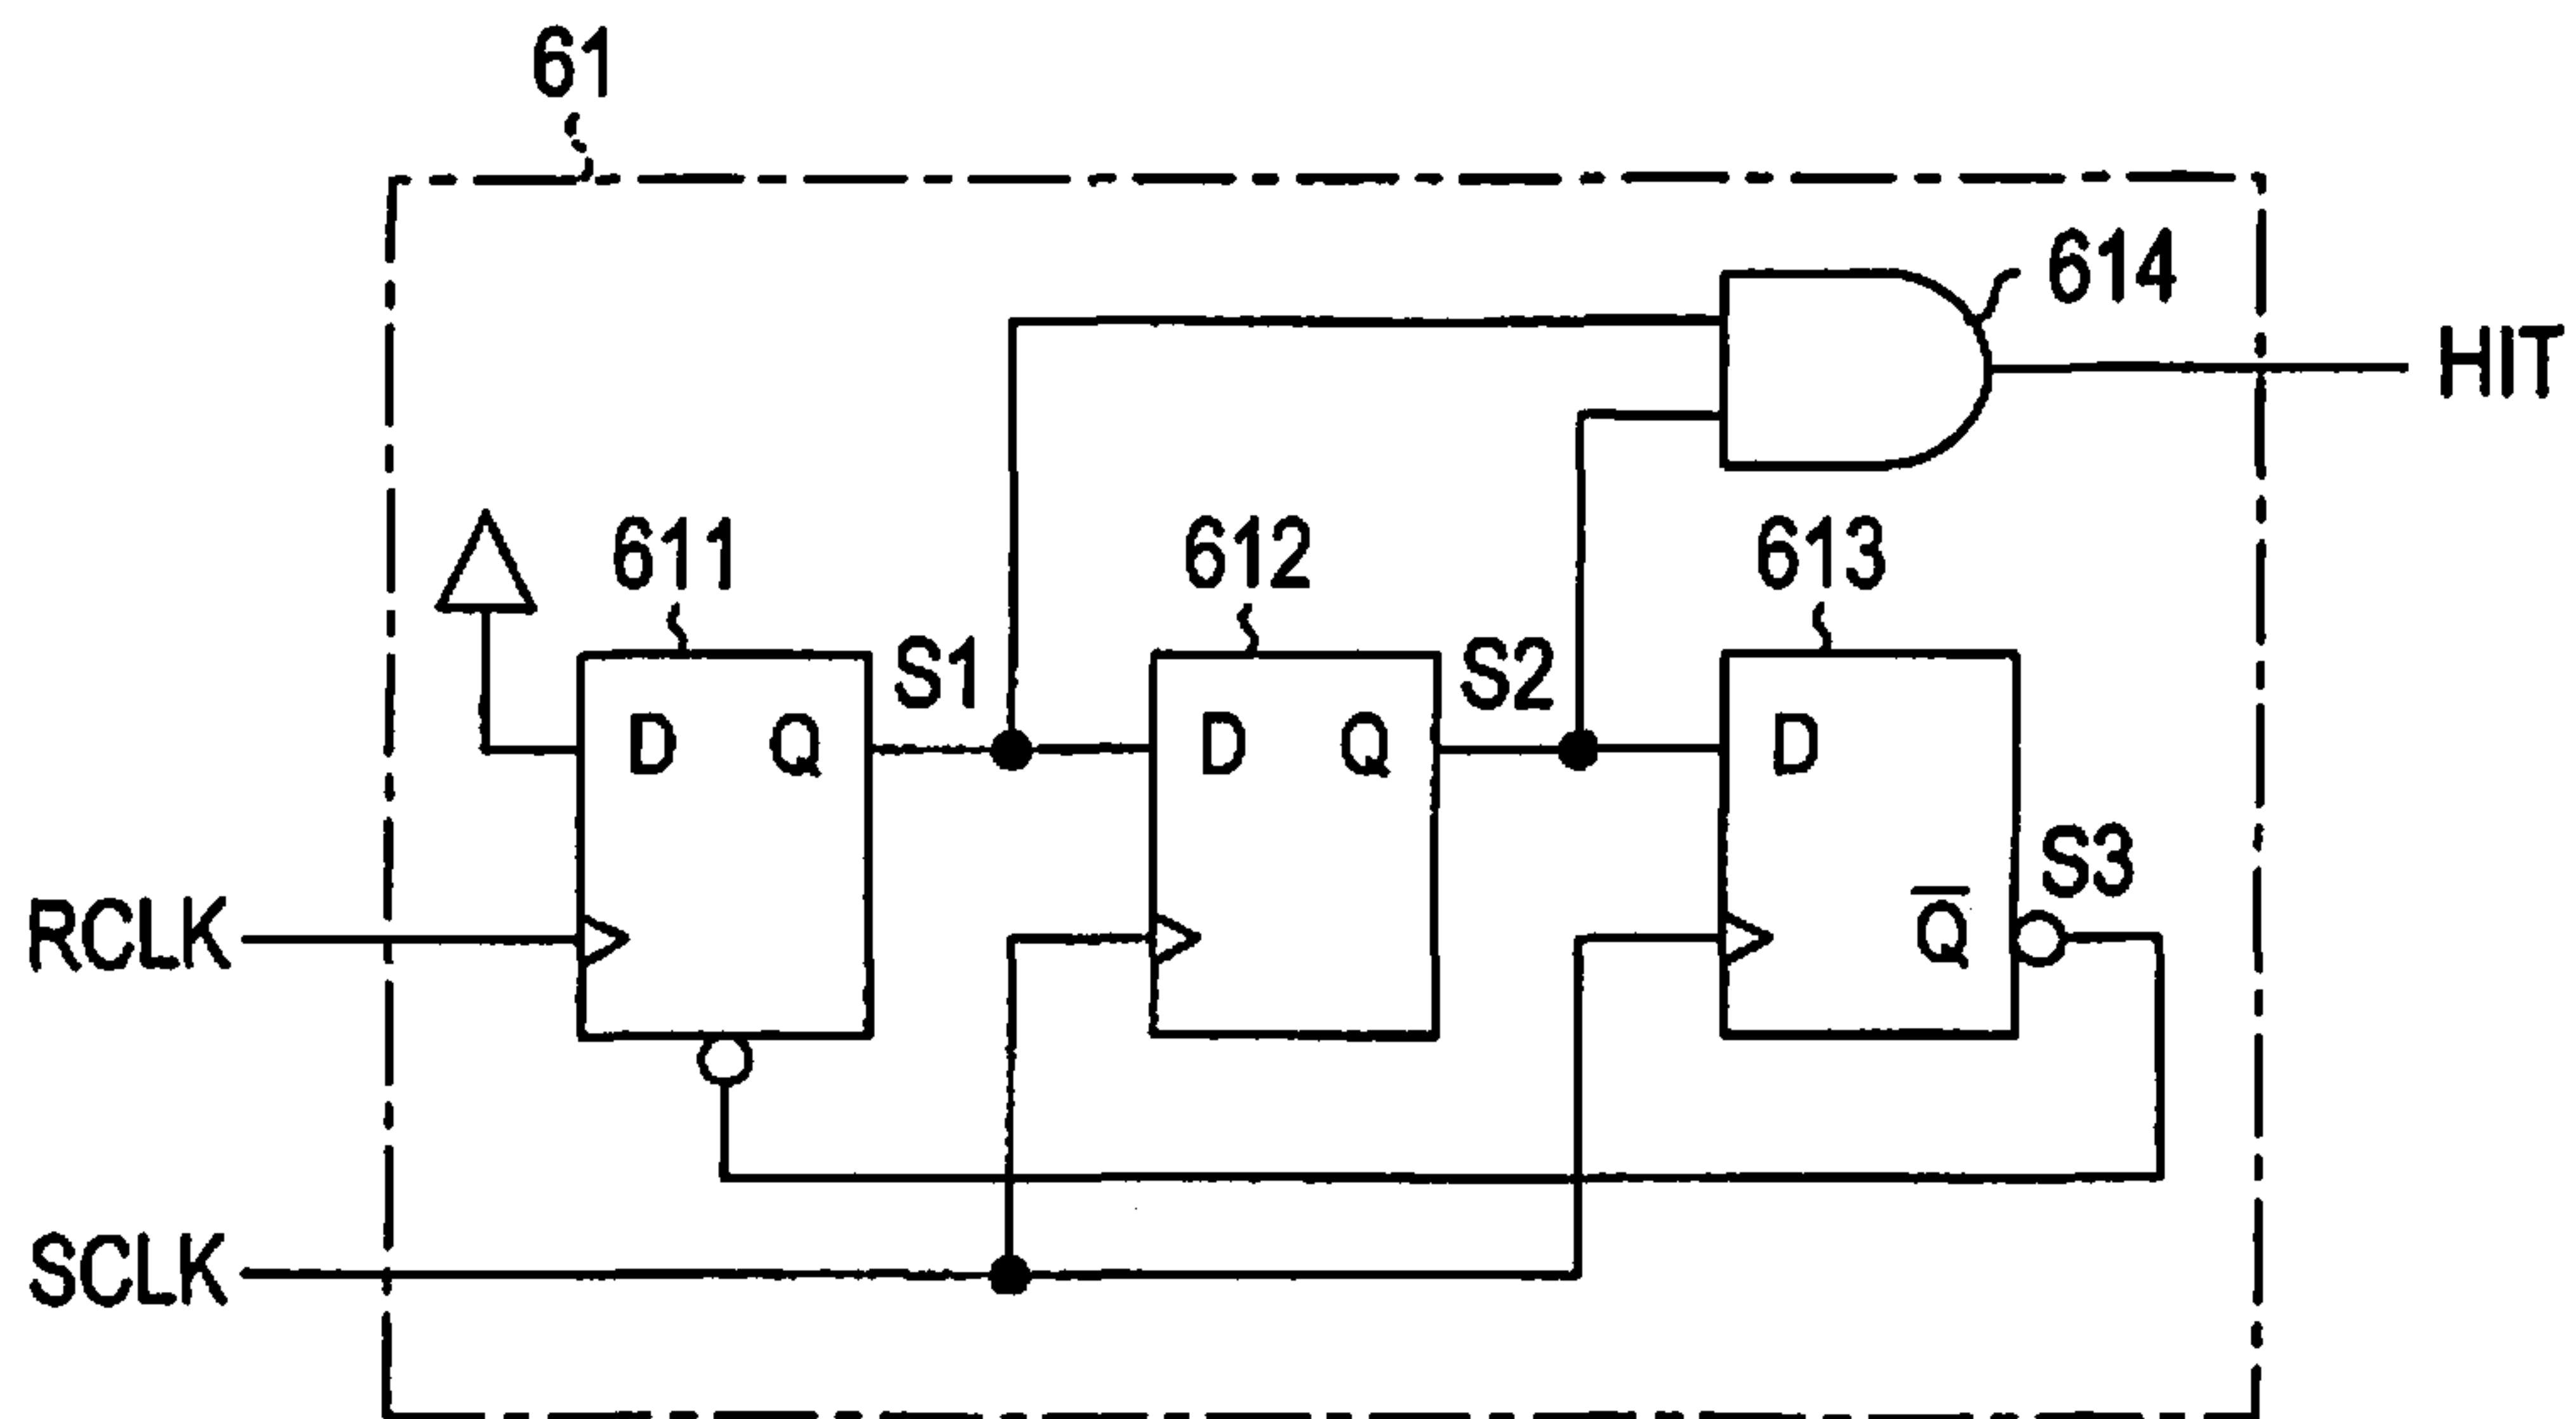 61
614
HIT
611
612
613
S1
S2
D Q
D Q
D
S3
RCLK
Q̅
SCLK